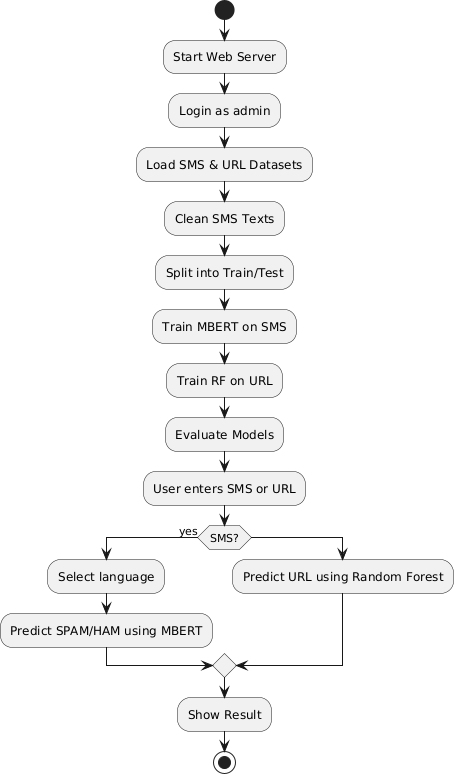 Start Web Server
Login as admin
Load SMS & URL Datasets
Clean SMS Texts
Split into Train/Test
Train MBERT on SMS
Train RF on URL
Evaluate Models
User enters SMS or URL
yes
SMS?
Select language
Predict URL using Random Forest
Predict SPAM/HAM using MBERT
Show Result